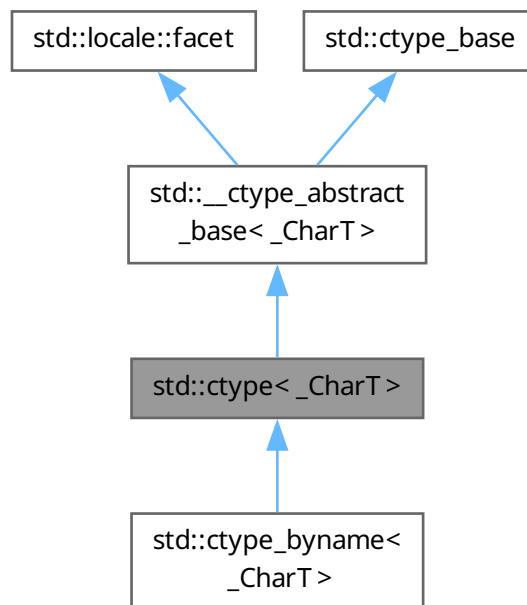 std::locale::facet
std::ctype_base
std::__ctype_abstract
_base< _CharT >
std::ctype< _CharT >
std::ctype_byname<
_CharT >